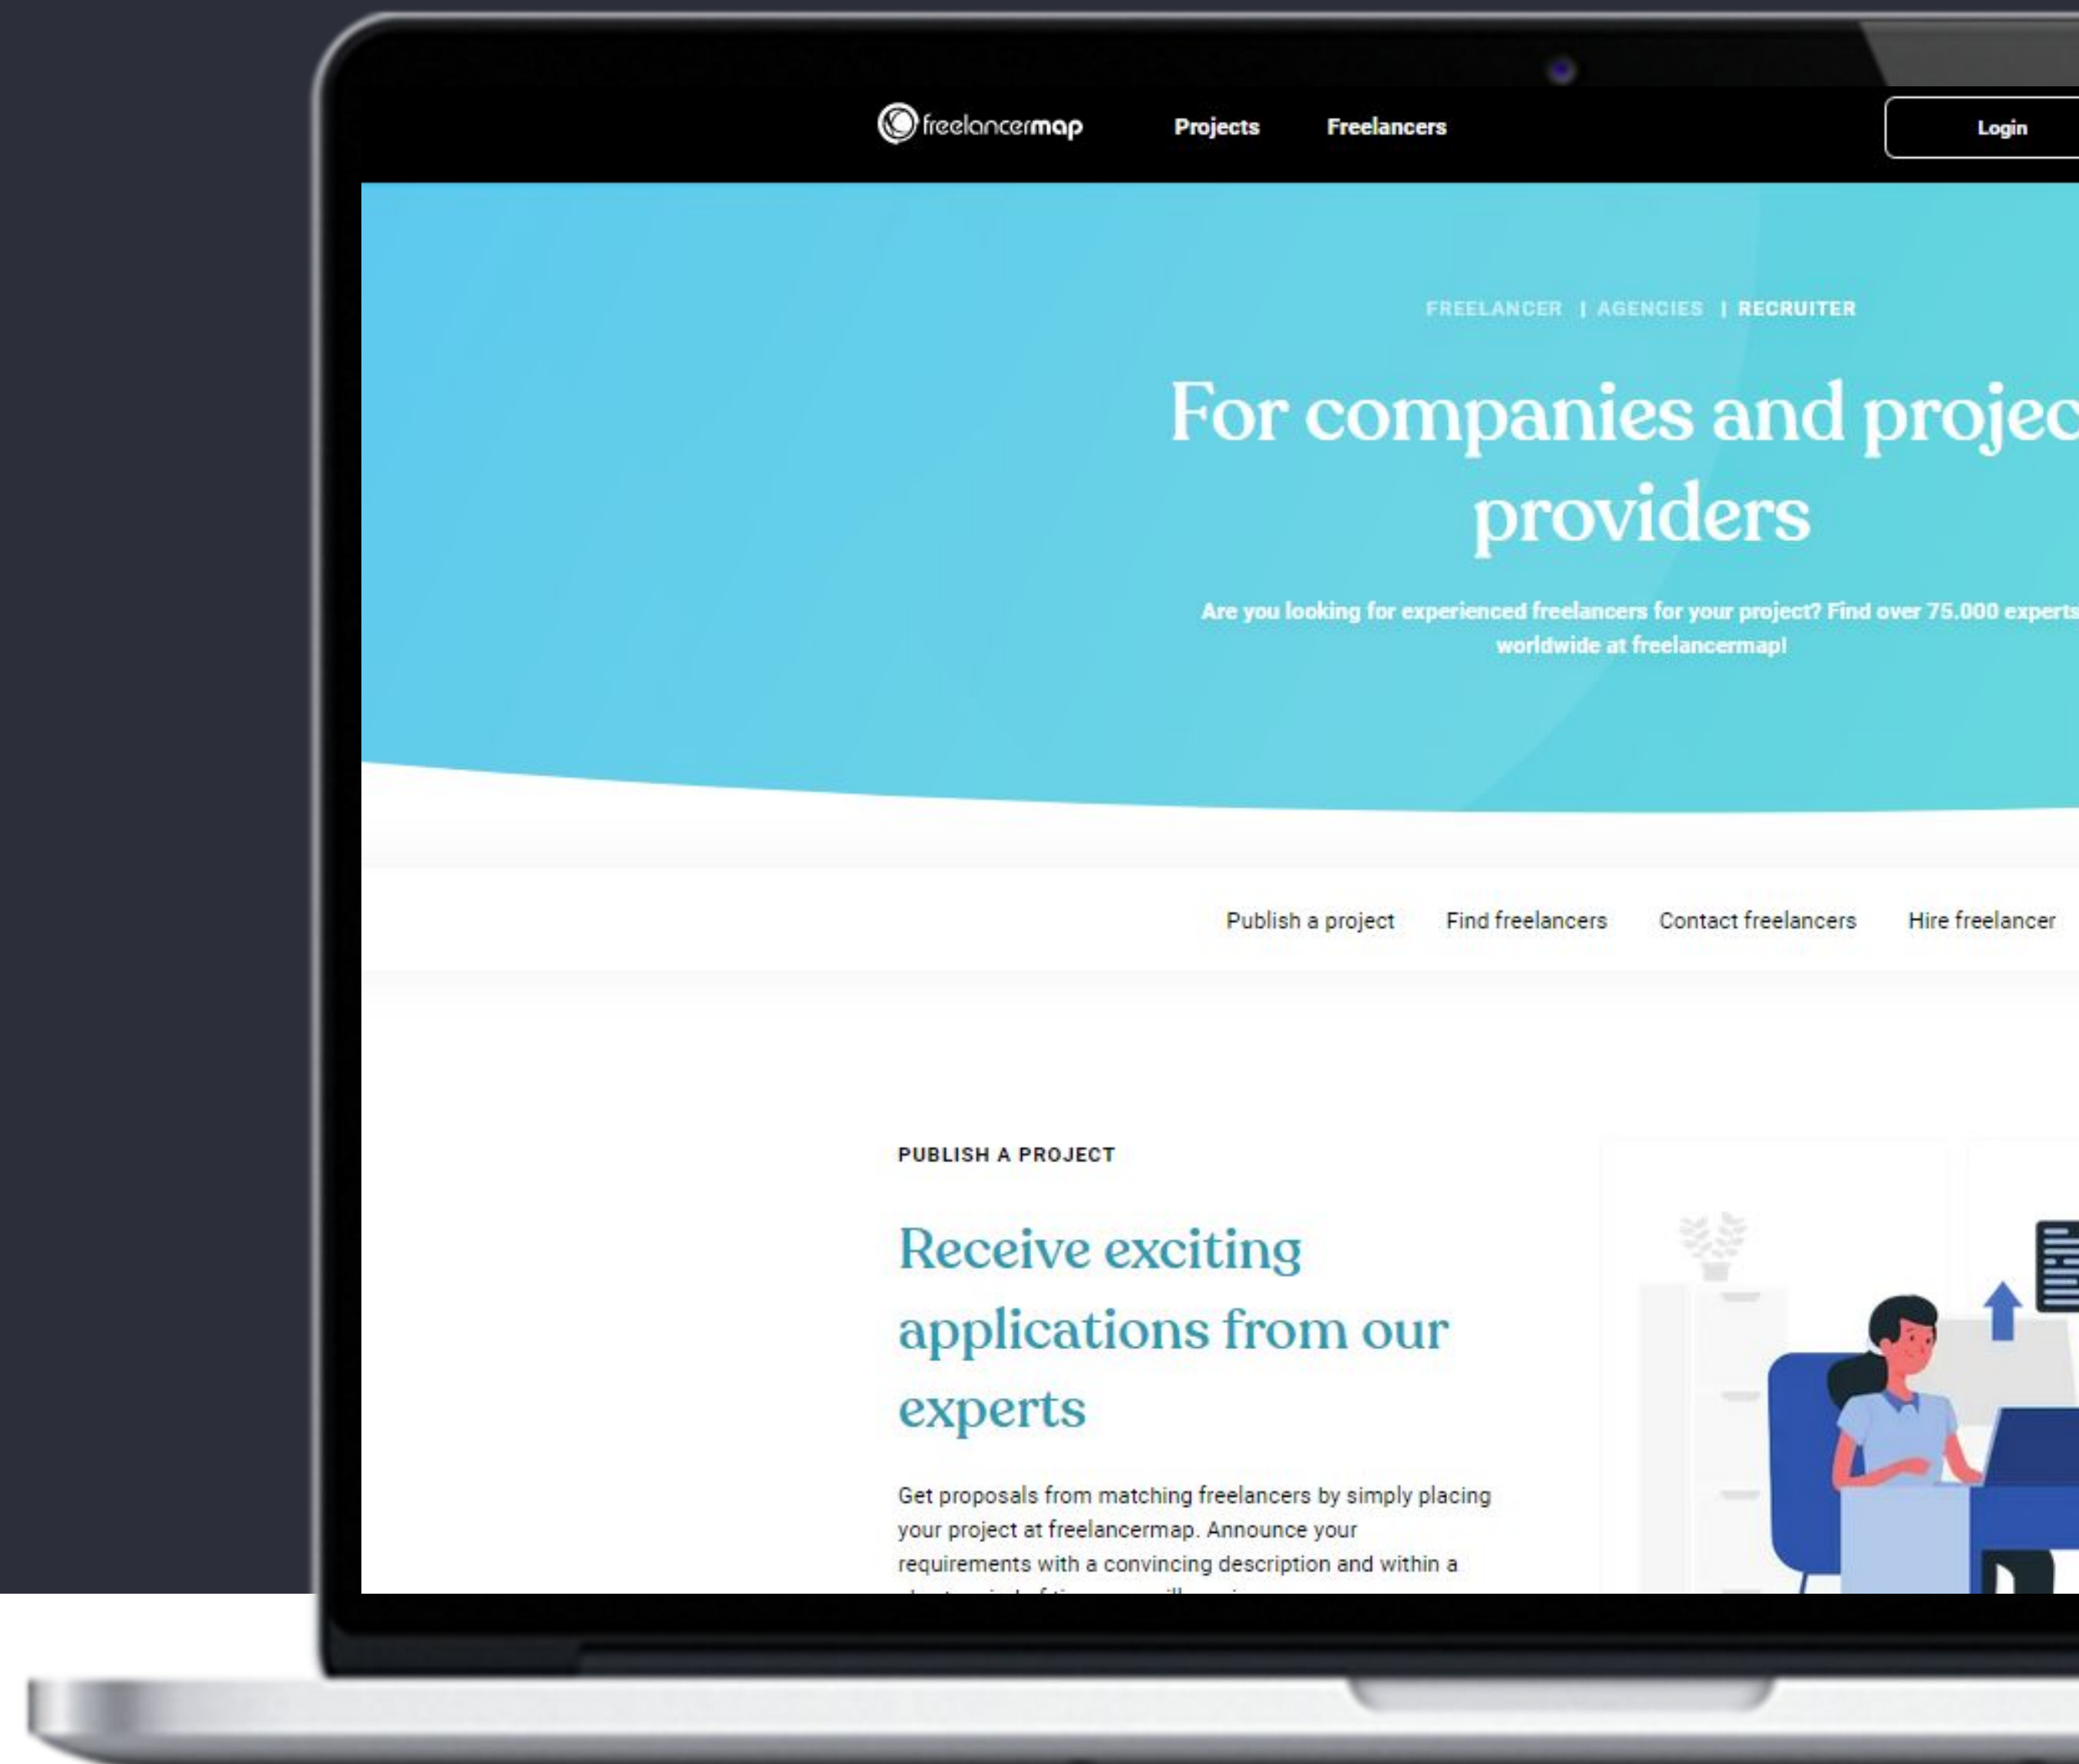 freelancermap Projects Freelancers Login
FREELANCER | AGENCIES | RECRUITER
For companies and projec
providers
Are you looking for experienced freelancers for your project? Find over 75.000 experts
worldwide at freelancermap!
Publish a project Find freelancers Contact freelancers Hire freelancer
PUBLISH A PROJECT
Receive exciting
applications from our
experts
Get proposals from matching freelancers by simply placing
your project at freelancermap. Announce your
requirements with a convincing description and within a